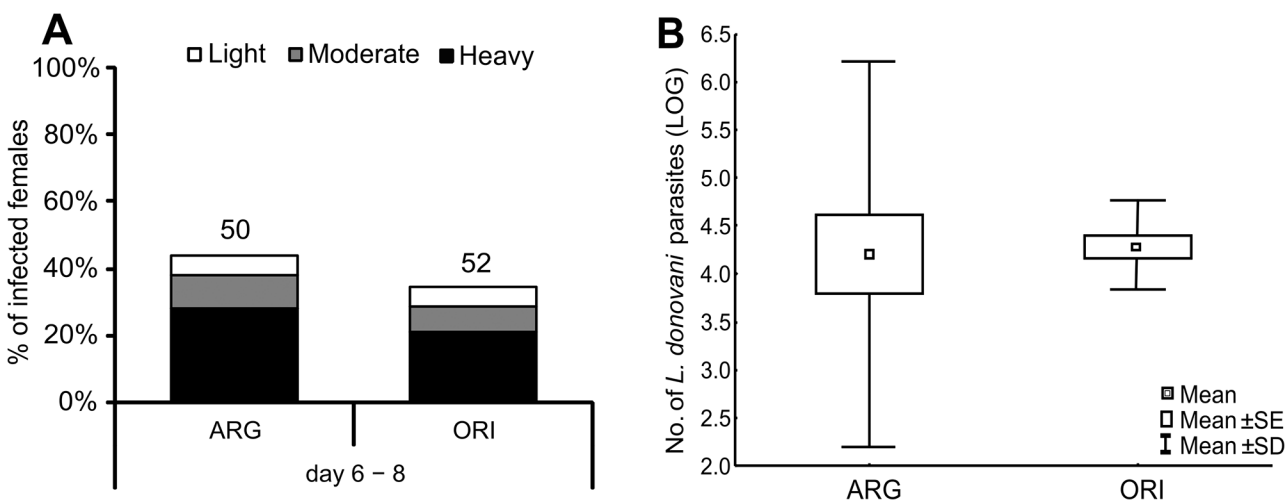 A
Light Moderate Heavy
100%
80%
60%
40%
20%
0%
% of infected females
50
52
ARG ORI
day 6 – 8
B
6.5
6.0
5.5
5.0
4.5
4.0
3.5
3.0
2.5
2.0
No. of L. donovani parasites (LOG)
Mean
Mean ±SE
Mean ±SD
ARG ORI